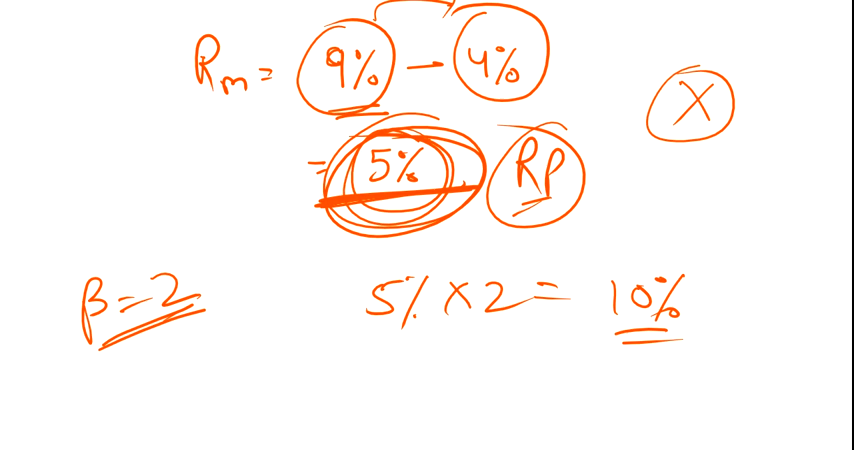 Rm = 9% - 4%
X
= 5% RP
β = 2 5% × 2 = 10%